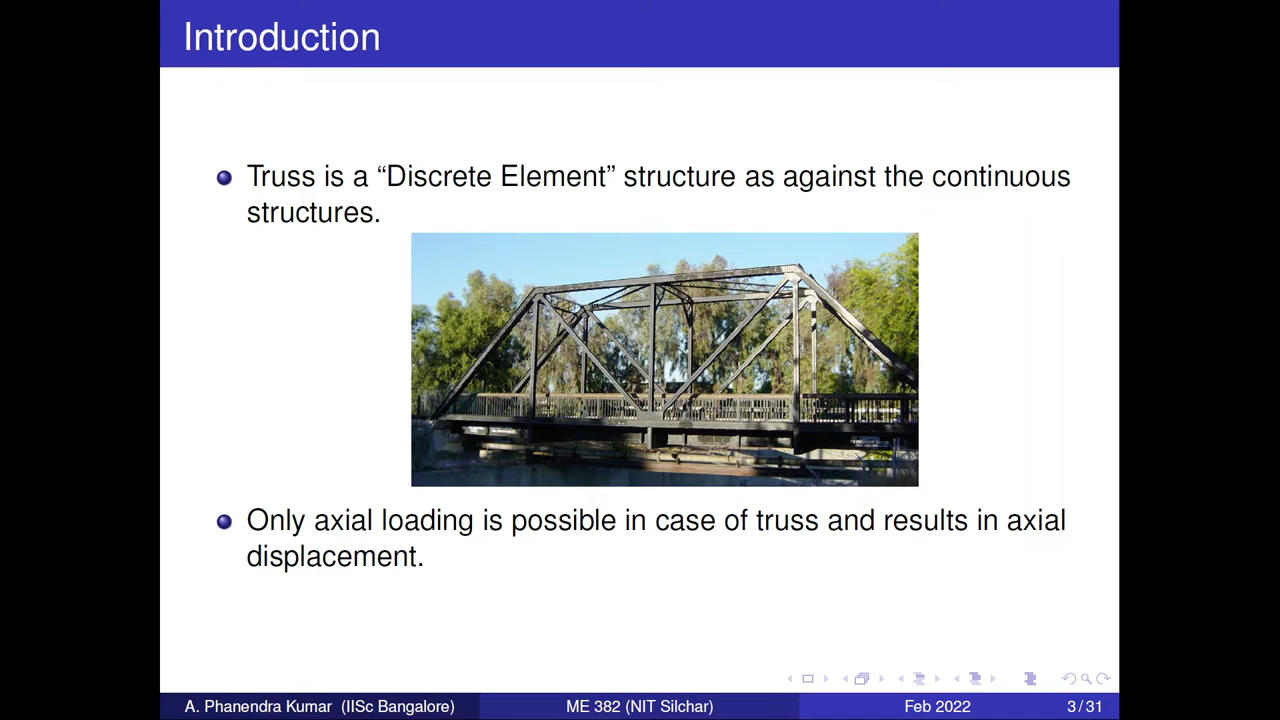 Introduction
Truss is a “Discrete Element” structure as against the continuous
structures.
Only axial loading is possible in case of truss and results in axial
displacement.
A. Phanendra Kumar (IISc Bangalore) ME 382 (NIT Silchar) Feb 2022 3 / 31